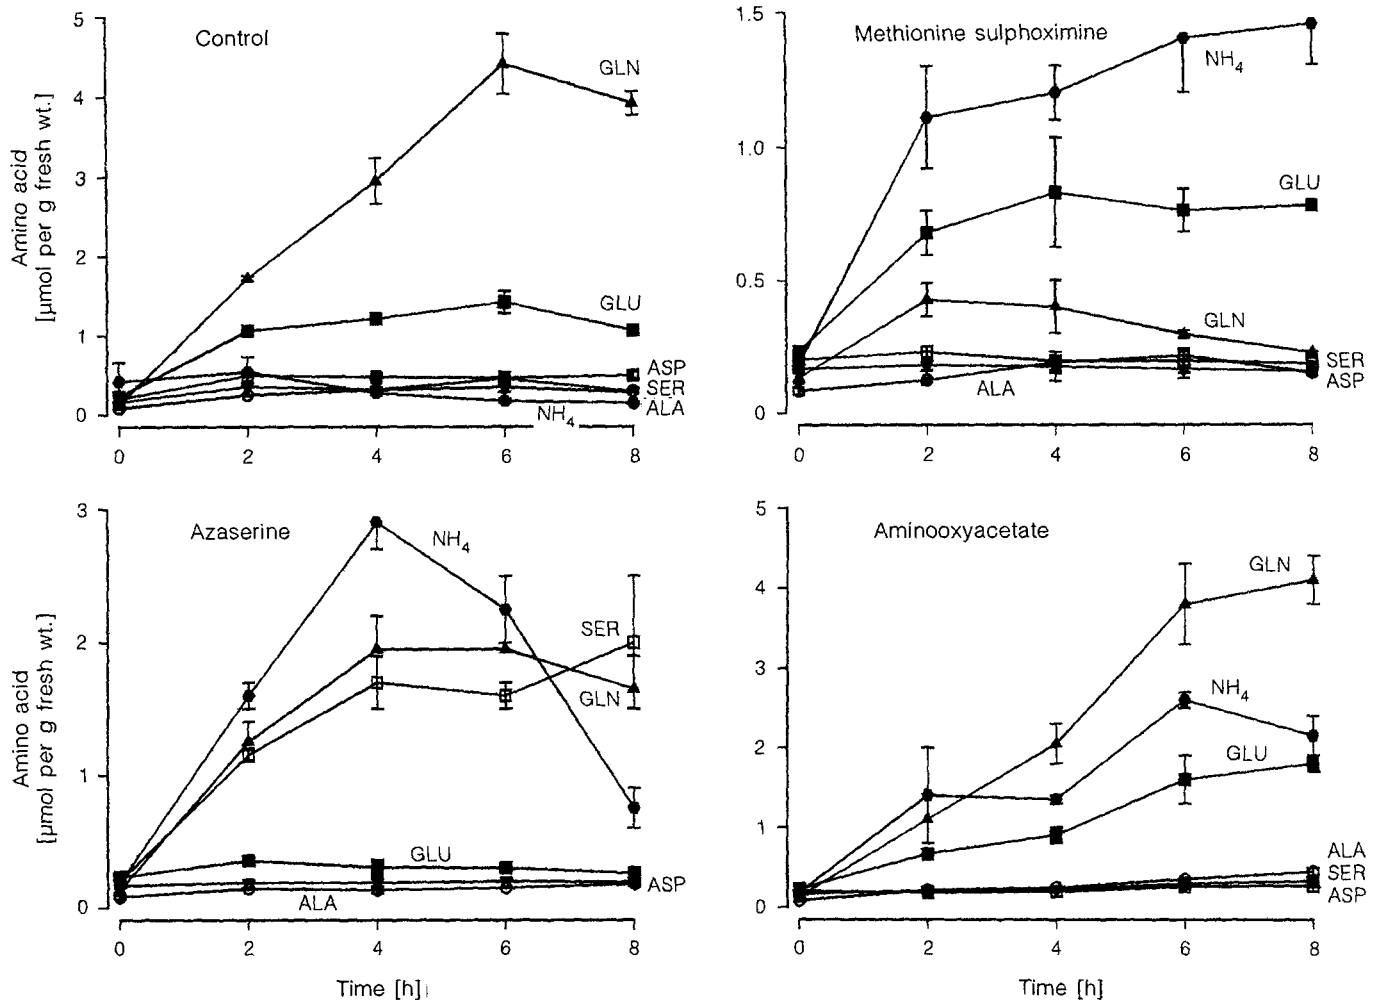 Control
Amino acid
[µmol per g fresh wt.]
5
4
3
2
1
0
GLN
GLU
ASP
SER
ALA
NH4
0 2 4 6 8
Methionine sulphoximine
1.5
1.0
0.5
0
NH4
GLU
GLN
SER
ASP
ALA
0 2 4 6 8
Azaserine
Amino acid
[µmol per g fresh wt.]
3
2
1
0
NH4
SER
GLN
GLU
ASP
ALA
0 2 4 6 8
Time [h]
Aminooxyacetate
5
4
3
2
1
0
GLN
NH4
GLU
ALA
SER
ASP
0 2 4 6 8
Time [h]